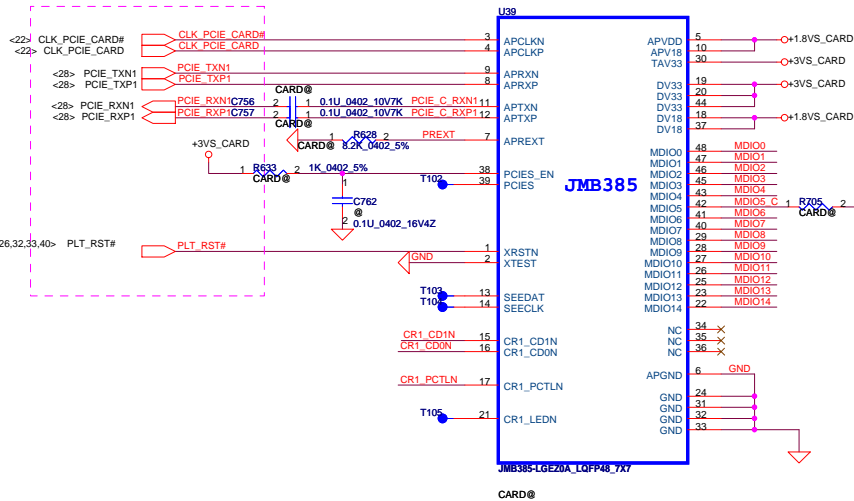 U39
<22> CLK_PCIE_CARD# CLK_PCIE_CARD# 3 APCLKN APVDD 5 +1.8VS_CARD
<22> CLK_PCIE_CARD CLK_PCIE_CARD 4 APCLKP APV18 10
TAV33 30 +3VS_CARD
<28> PCIE_TXN1 PCIE_TXN1 9 APRXN
<28> PCIE_TXP1 PCIE_TXP1 8 APRXP DV33 19 +3VS_CARD
CARD@ DV33 20
<28> PCIE_RXN1 PCIE_RXN1 C756 2 1 0.1U_0402_10V7K PCIE_C_RXN1 11 APTXN DV33 44
<28> PCIE_RXP1 PCIE_RXP1 C757 2 1 0.1U_0402_10V7K PCIE_C_RXP1 12 APTXP DV18 18 +1.8VS_CARD
CARD@ DV18 37
1 R628 2 PREXT 7 APREXT
CARD@ 8.2K_0402_5%
MDIO0 48 MDIO0
+3VS_CARD MDIO1 47 MDIO1
1 R633 2 1K_0402_5% 38 PCIES_EN MDIO2 46 MDIO2
CARD@ T102 39 PCIES MDIO3 45 MDIO3
JMB385
MDIO4 43 MDIO4
1 C762 MDIO5 42 MDIO5_C 1 R705 2
@ CARD@
2 0.1U_0402_16V4Z MDIO6 41 MDIO6
MDIO7 40 MDIO7
MDIO8 29 MDIO8
26,32,33,40> PLT_RST# PLT_RST# 1 XRSTN MDIO9 28 MDIO9
GND 2 XTEST MDIO10 27 MDIO10
MDIO11 26 MDIO11
MDIO12 25 MDIO12
T103 13 SEEDAT MDIO13 23 MDIO13
T104 14 SEECLK MDIO14 22 MDIO14
NC 34
CR1_CD1N 15 CR1_CD1N NC 35
CR1_CD0N 16 CR1_CD0N NC 36
CR1_PCTLN 17 CR1_PCTLN APGND 6 GND
GND 24
GND 31
T105 21 CR1_LEDN GND 32
GND 33
JMB385-LGEZ0A_LQFP48_7X7
CARD@